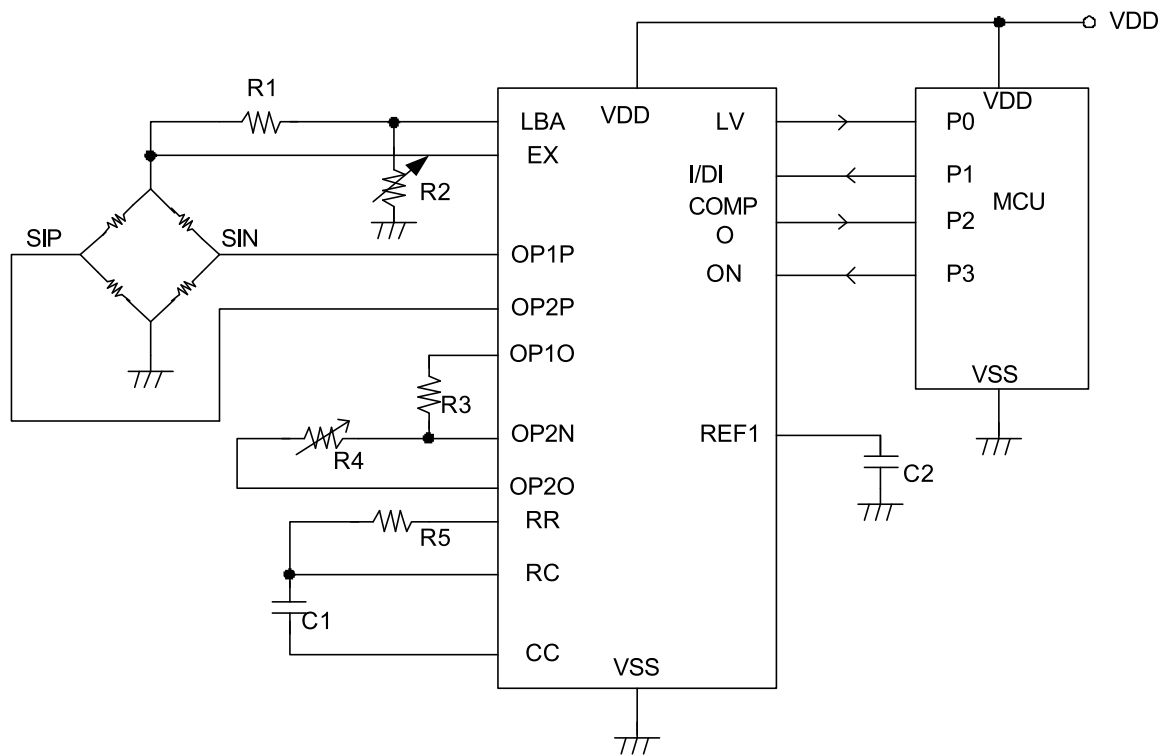 VDD
R1
VDD
VDD
LBA
LV
P0
EX
R2
I/DI
P1
MCU
COMP
O
P2
SIP
SIN
OP1P
ON
P3
OP2P
OP1O
R3
VSS
OP2N
REF1
R4
C2
OP2O
RR
R5
RC
C1
CC
VSS